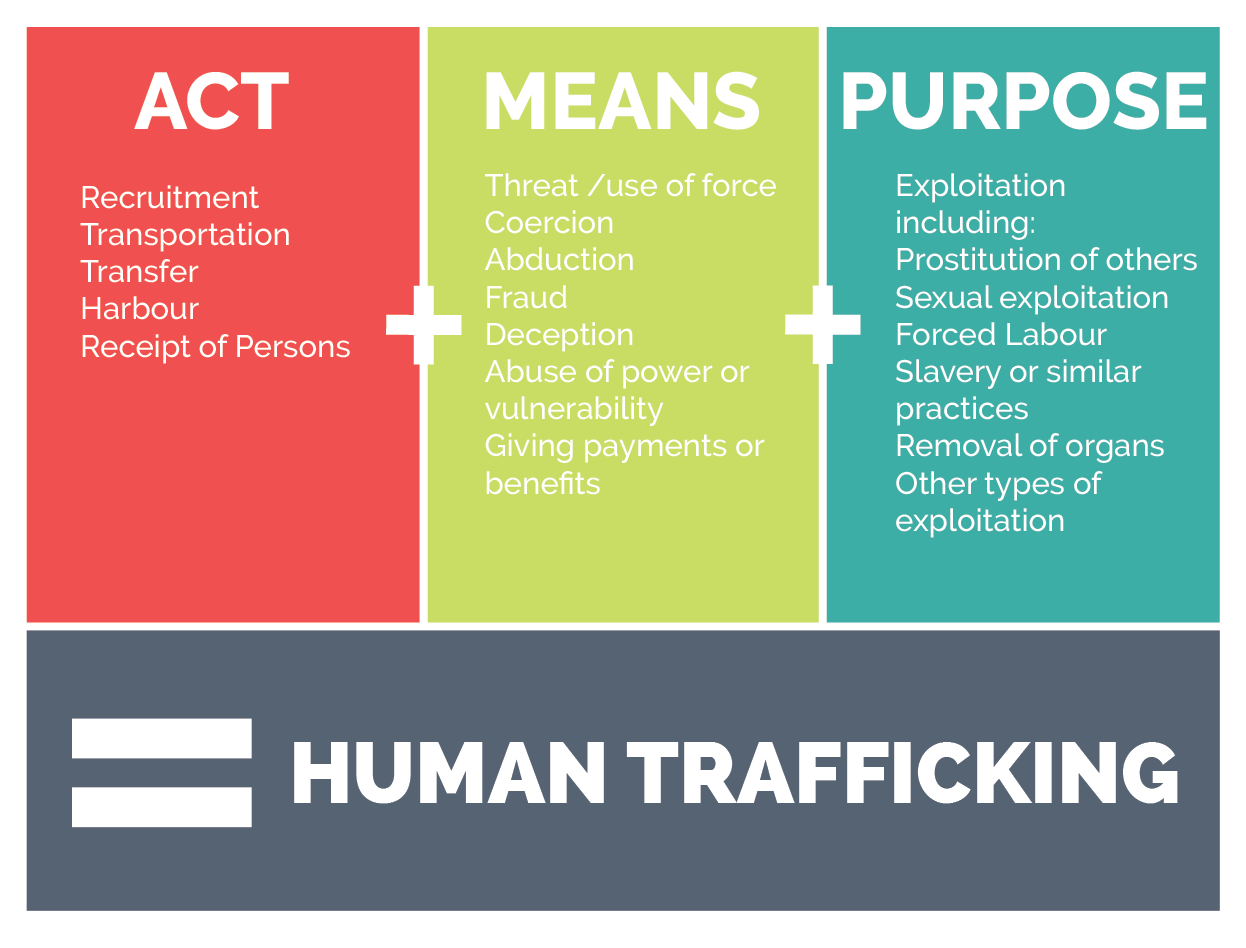 ACT
Recruitment
Transportation
Transfer
Harbour
Receipt of Persons
+
MEANS
Threat /use of force
Coercion
Abduction
Fraud
Deception
Abuse of power or
vulnerability
Giving payments or
benefits
+
PURPOSE
Exploitation
including:
Prostitution of others
Sexual exploitation
Forced Labour
Slavery or similar
practices
Removal of organs
Other types of
exploitation
= HUMAN TRAFFICKING